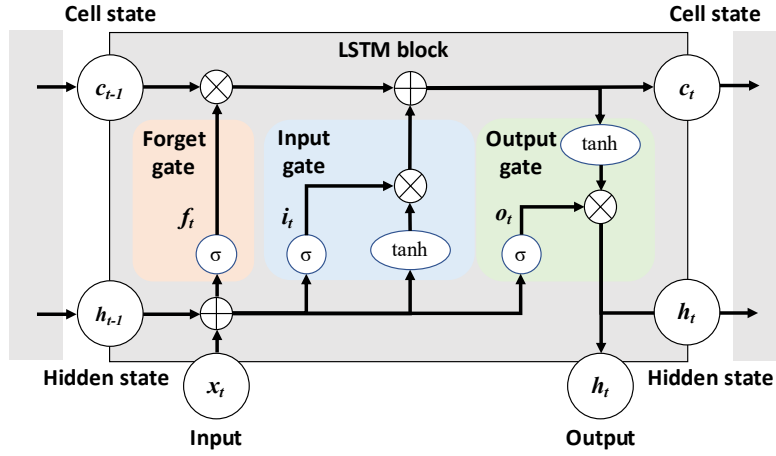 Cell state
Cell state
LSTM block
c_{t-1}
c_t
Forget
gate
Input
gate
Output
gate
tanh
f_t
i_t
o_t
σ
σ
tanh
σ
h_{t-1}
h_t
Hidden state
x_t
h_t
Hidden state
Input
Output